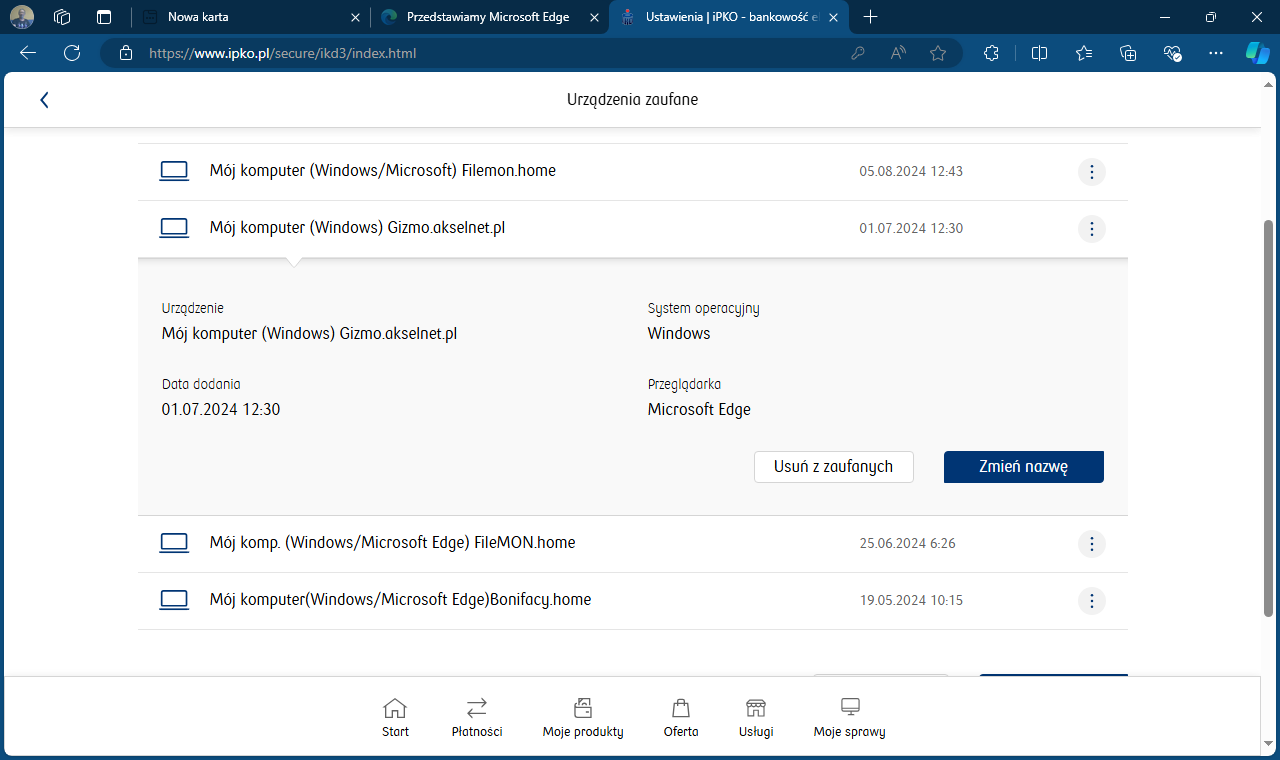 Nowa karta
Przedstawiamy Microsoft Edge
Ustawienia | iPKO - bankowość el
https://www.ipko.pl/secure/ikd3/index.html
Urządzenia zaufane
Mój komputer (Windows/Microsoft) Filemon.home 05.08.2024 12:43
Mój komputer (Windows) Gizmo.akselnet.pl 01.07.2024 12:30
Urządzenie System operacyjny
Mój komputer (Windows) Gizmo.akselnet.pl Windows
Data dodania Przeglądarka
01.07.2024 12:30 Microsoft Edge
Usuń z zaufanych Zmień nazwę
Mój komp. (Windows/Microsoft Edge) FileMON.home 25.06.2024 6:26
Mój komputer(Windows/Microsoft Edge)Bonifacy.home 19.05.2024 10:15
Start Płatności Moje produkty Oferta Usługi Moje sprawy